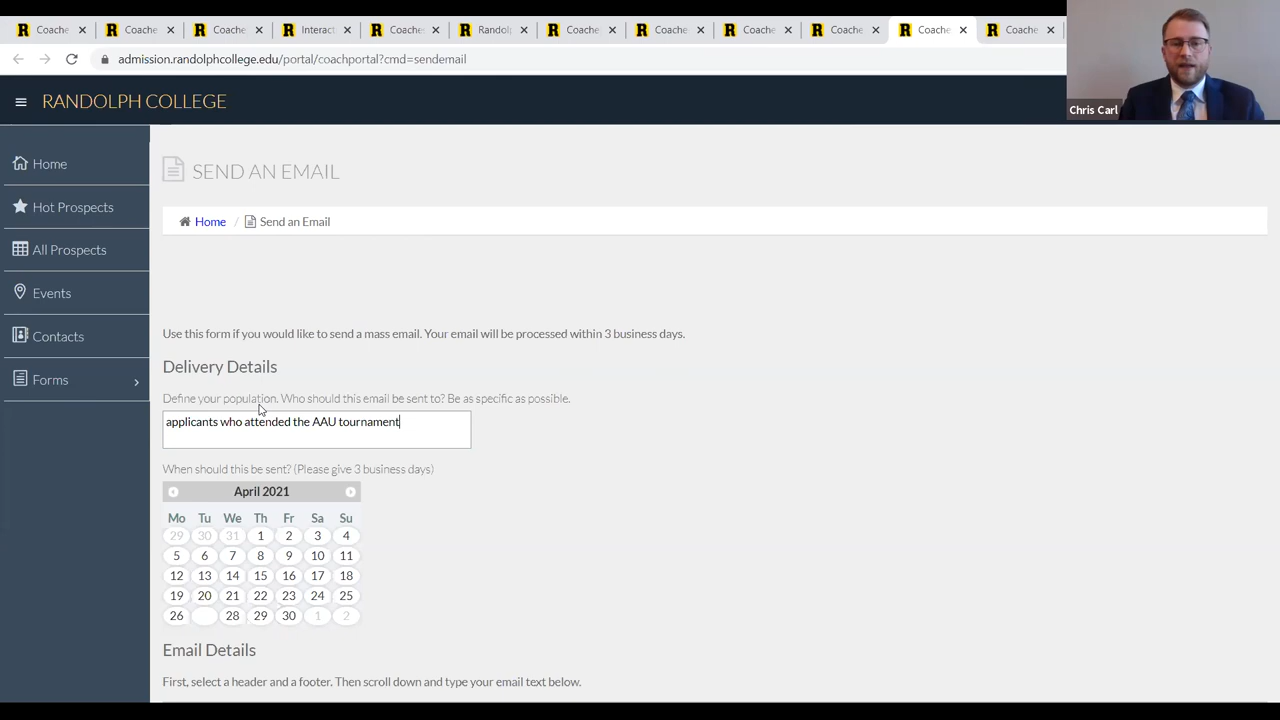 Coache
Coache
Coache
Interact
Coaches
Randol
Coache
Coache
Coache
Coache
Coache
Coache
admission.randolphcollege.edu/portal/coachportal?cmd=sendemail
Chris Carl
RANDOLPH COLLEGE
Home
Hot Prospects
All Prospects
Events
Contacts
Forms
SEND AN EMAIL
Home / Send an Email
Use this form if you would like to send a mass email. Your email will be processed within 3 business days.
Delivery Details
Define your population. Who should this email be sent to? Be as specific as possible.
applicants who attended the AAU tournament
When should this be sent? (Please give 3 business days)
April 2021
Mo Tu We Th Fr Sa Su
29 30 31 1 2 3 4
5 6 7 8 9 10 11
12 13 14 15 16 17 18
19 20 21 22 23 24 25
26 28 29 30 1 2
Email Details
First, select a header and a footer. Then scroll down and type your email text below.